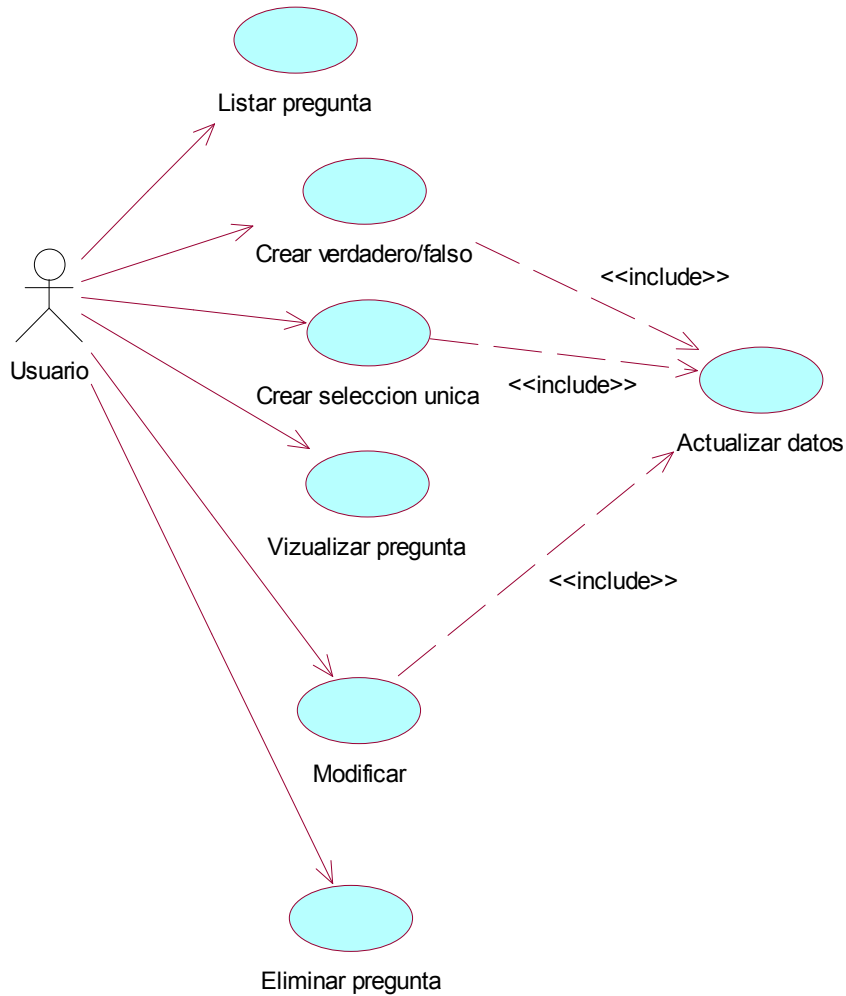 Listar pregunta
Crear verdadero/falso
<<include>>
Usuario
Crear seleccion unica
<<include>>
Actualizar datos
Vizualizar pregunta
<<include>>
Modificar
Eliminar pregunta